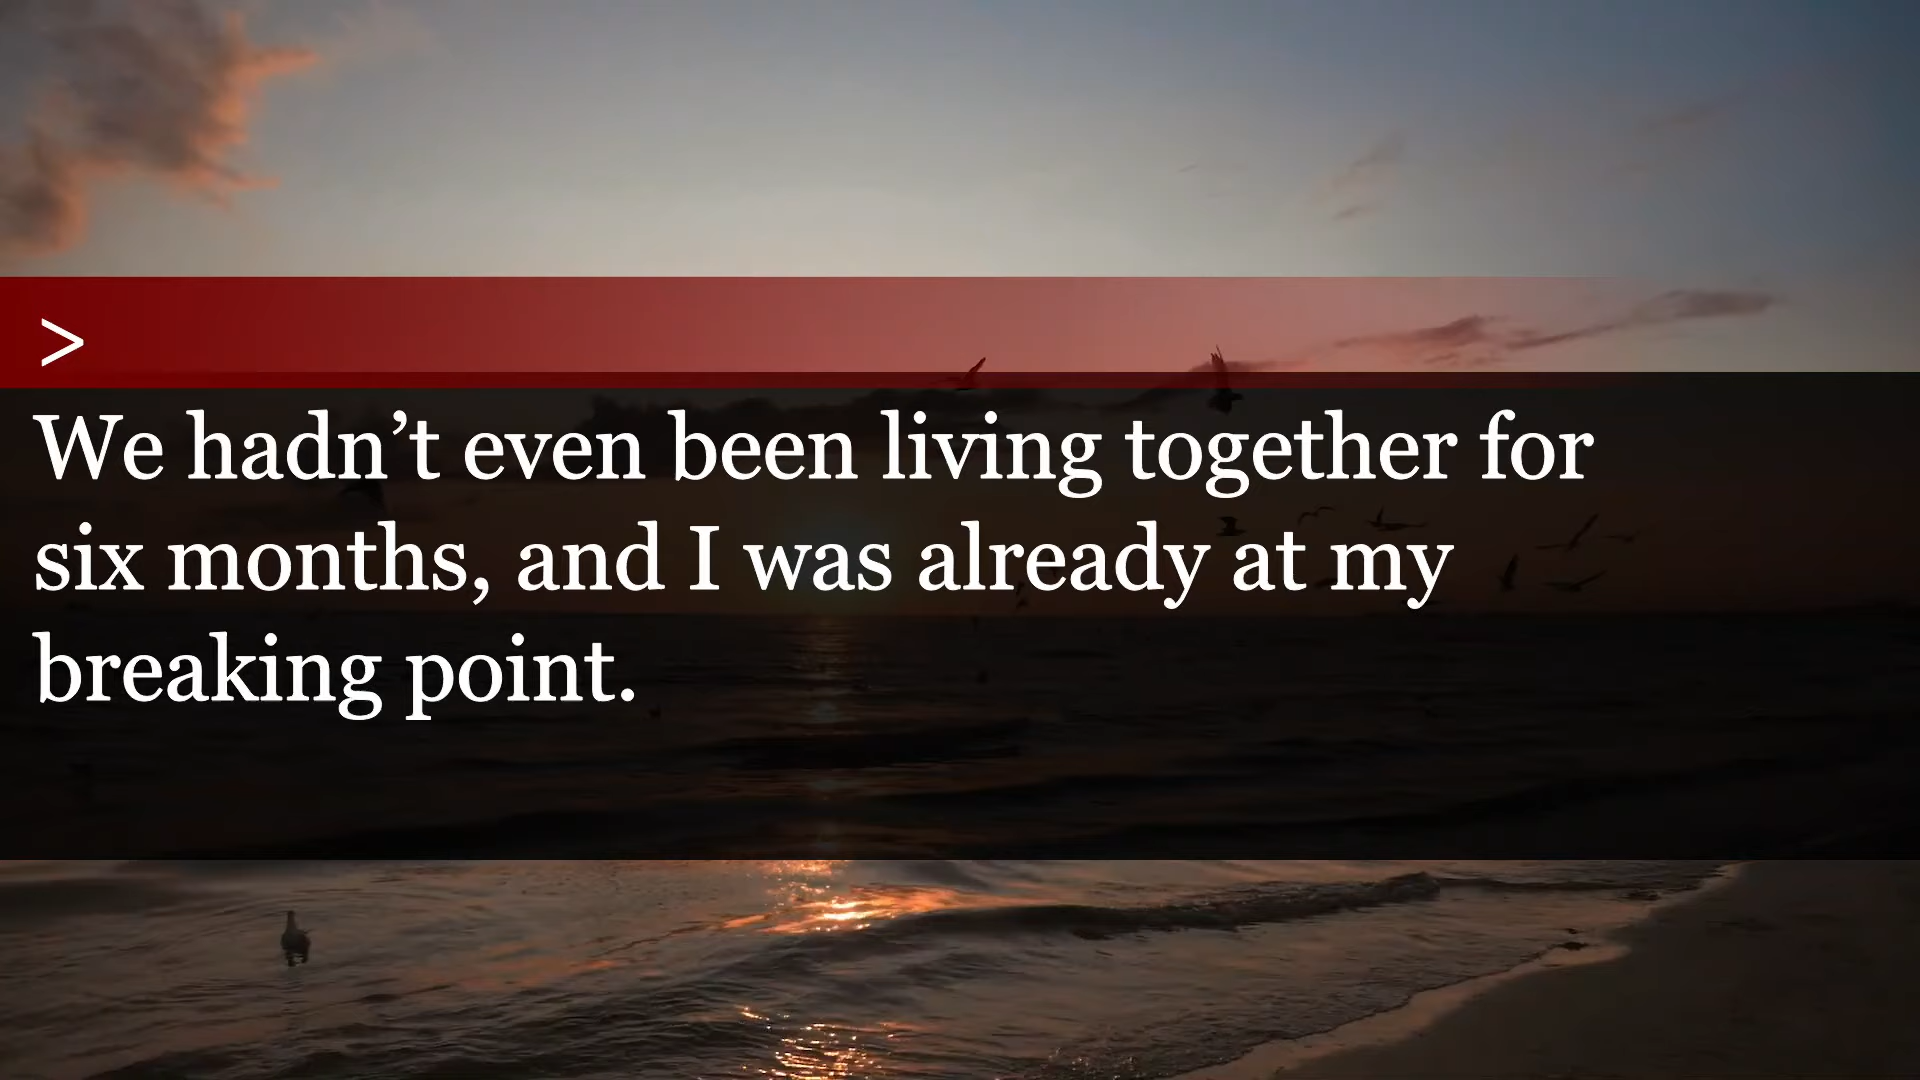 >
We hadn’t even been living together for
six months, and I was already at my
breaking point.